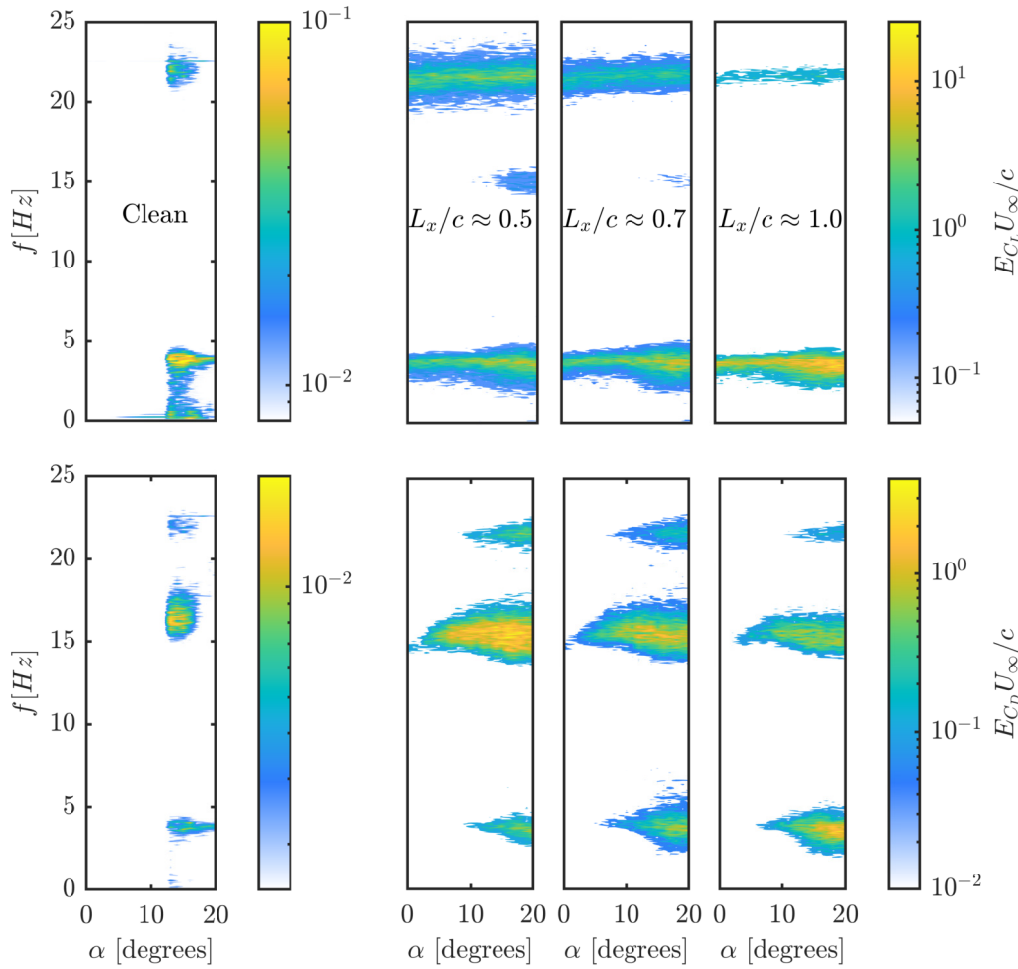 25
20
15
10
5
0
f [Hz]
Clean
10^{-1}
10^{-2}
L_x/c ≈ 0.5
L_x/c ≈ 0.7
L_x/c ≈ 1.0
10^1
10^0
10^{-1}
E_{C_L} U_∞/c
25
20
15
10
5
0
f [Hz]
0 10 20
α [degrees]
10^{-2}
0 10 20
α [degrees]
0 10 20
α [degrees]
0 10 20
α [degrees]
10^0
10^{-1}
10^{-2}
E_{C_D} U_∞/c